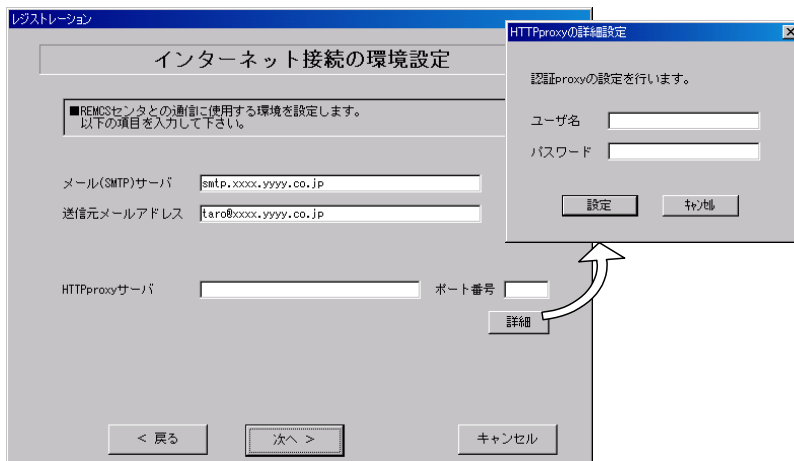 レジストレーション
インターネット接続の環境設定
■REMCSセンタとの通信に使用する環境を設定します。
以下の項目を入力して下さい。
メール(SMTP)サーバ smtp.xxxx.yyyy.co.jp
送信元メールアドレス taro@xxxx.yyyy.co.jp
HTTPproxyサーバ ポート番号
詳細
< 戻る 次へ > キャンセル
HTTPproxyの詳細設定
認証proxyの設定を行います。
ユーザ名
パスワード
設定 ｷｬﾝｾﾙ